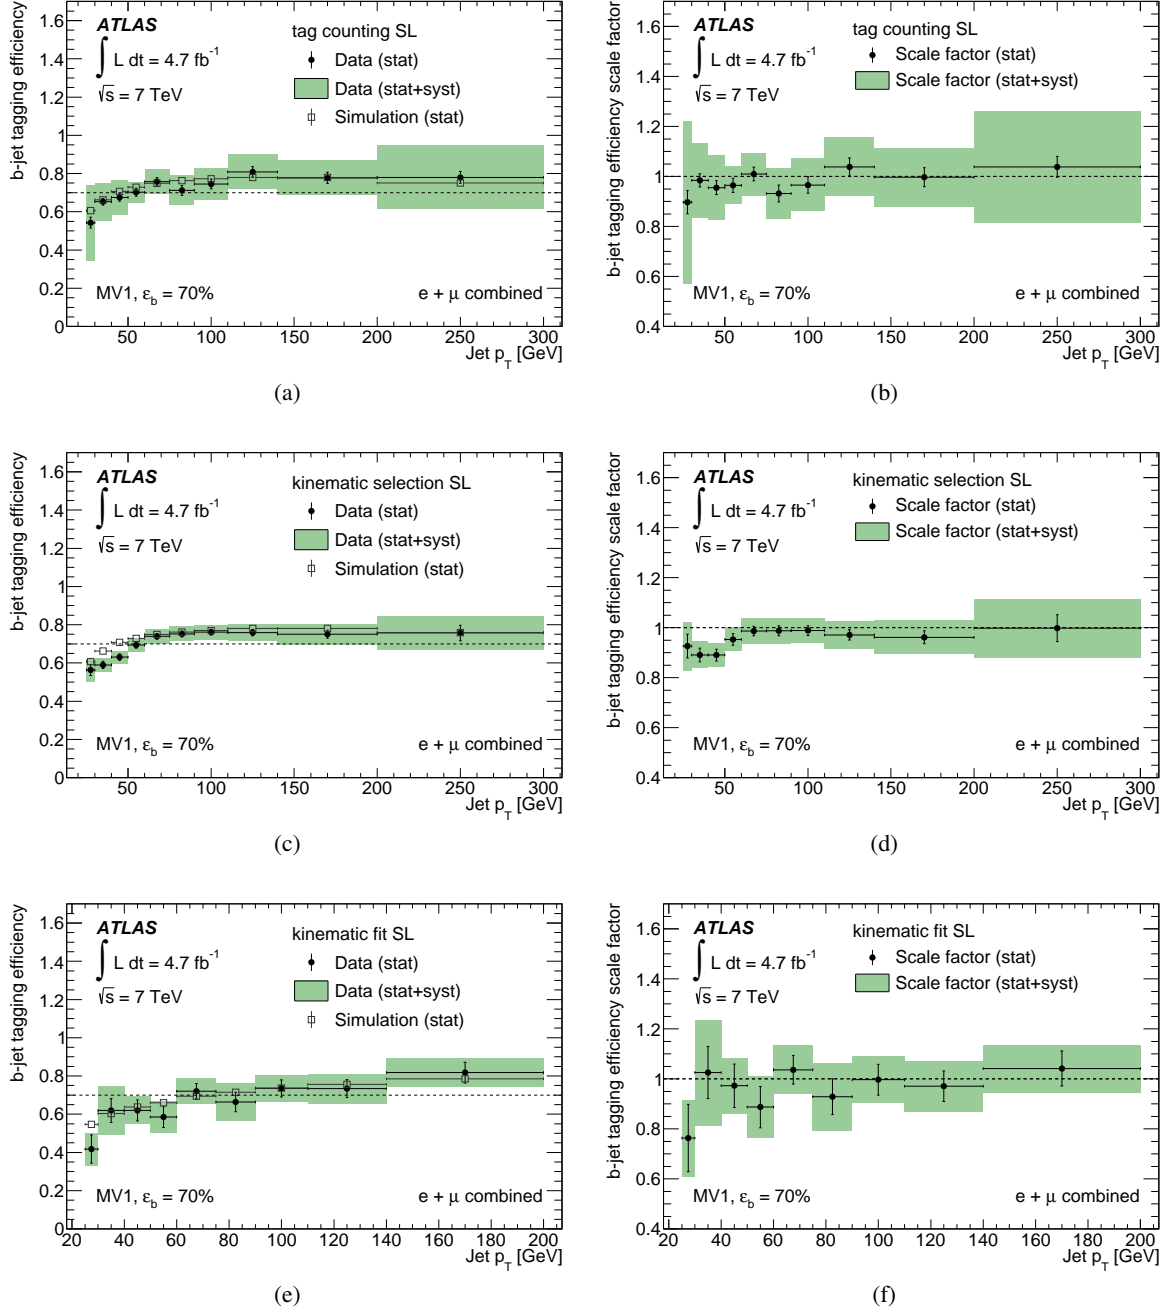 b-jet tagging efficiency
1.6
1.4
1.2
1
0.8
0.6
0.4
0.2
0
ATLAS
∫ L dt = 4.7 fb⁻¹
√s = 7 TeV
tag counting SL
Data (stat)
Data (stat+syst)
Simulation (stat)
MV1, ε_b = 70%
e + μ combined
50 100 150 200 250 300
Jet p_T [GeV]
(a)
b-jet tagging efficiency scale factor
1.6
1.4
1.2
1
0.8
0.6
0.4
ATLAS
∫ L dt = 4.7 fb⁻¹
√s = 7 TeV
tag counting SL
Scale factor (stat)
Scale factor (stat+syst)
MV1, ε_b = 70%
e + μ combined
50 100 150 200 250 300
Jet p_T [GeV]
(b)
b-jet tagging efficiency
1.6
1.4
1.2
1
0.8
0.6
0.4
0.2
0
ATLAS
∫ L dt = 4.7 fb⁻¹
√s = 7 TeV
kinematic selection SL
Data (stat)
Data (stat+syst)
Simulation (stat)
MV1, ε_b = 70%
e + μ combined
50 100 150 200 250 300
Jet p_T [GeV]
(c)
b-jet tagging efficiency scale factor
1.6
1.4
1.2
1
0.8
0.6
0.4
ATLAS
∫ L dt = 4.7 fb⁻¹
√s = 7 TeV
kinematic selection SL
Scale factor (stat)
Scale factor (stat+syst)
MV1, ε_b = 70%
e + μ combined
50 100 150 200 250 300
Jet p_T [GeV]
(d)
b-jet tagging efficiency
1.6
1.4
1.2
1
0.8
0.6
0.4
0.2
0
ATLAS
∫ L dt = 4.7 fb⁻¹
√s = 7 TeV
kinematic fit SL
Data (stat)
Data (stat+syst)
Simulation (stat)
MV1, ε_b = 70%
e + μ combined
20 40 60 80 100 120 140 160 180 200
Jet p_T [GeV]
(e)
b-jet tagging efficiency scale factor
1.6
1.4
1.2
1
0.8
0.6
0.4
ATLAS
∫ L dt = 4.7 fb⁻¹
√s = 7 TeV
kinematic fit SL
Scale factor (stat)
Scale factor (stat+syst)
MV1, ε_b = 70%
e + μ combined
20 40 60 80 100 120 140 160 180 200
Jet p_T [GeV]
(f)